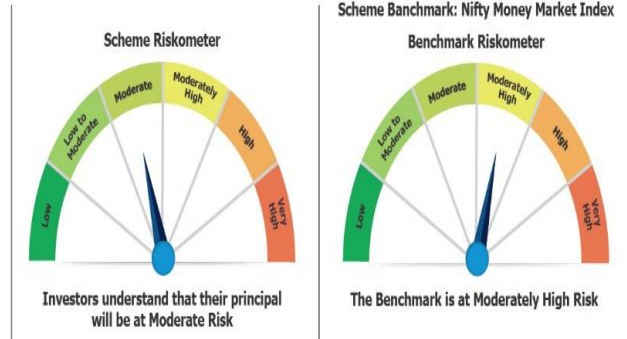 Scheme Riskometer
Low
Low to
Moderate
Moderate
Moderately
High
High
Very
High
Investors understand that their principal
will be at Moderate Risk
Scheme Banchmark: Nifty Money Market Index
Benchmark Riskometer
Low
Low to
Moderate
Moderate
Moderately
High
High
Very
High
The Benchmark is at Moderately High Risk